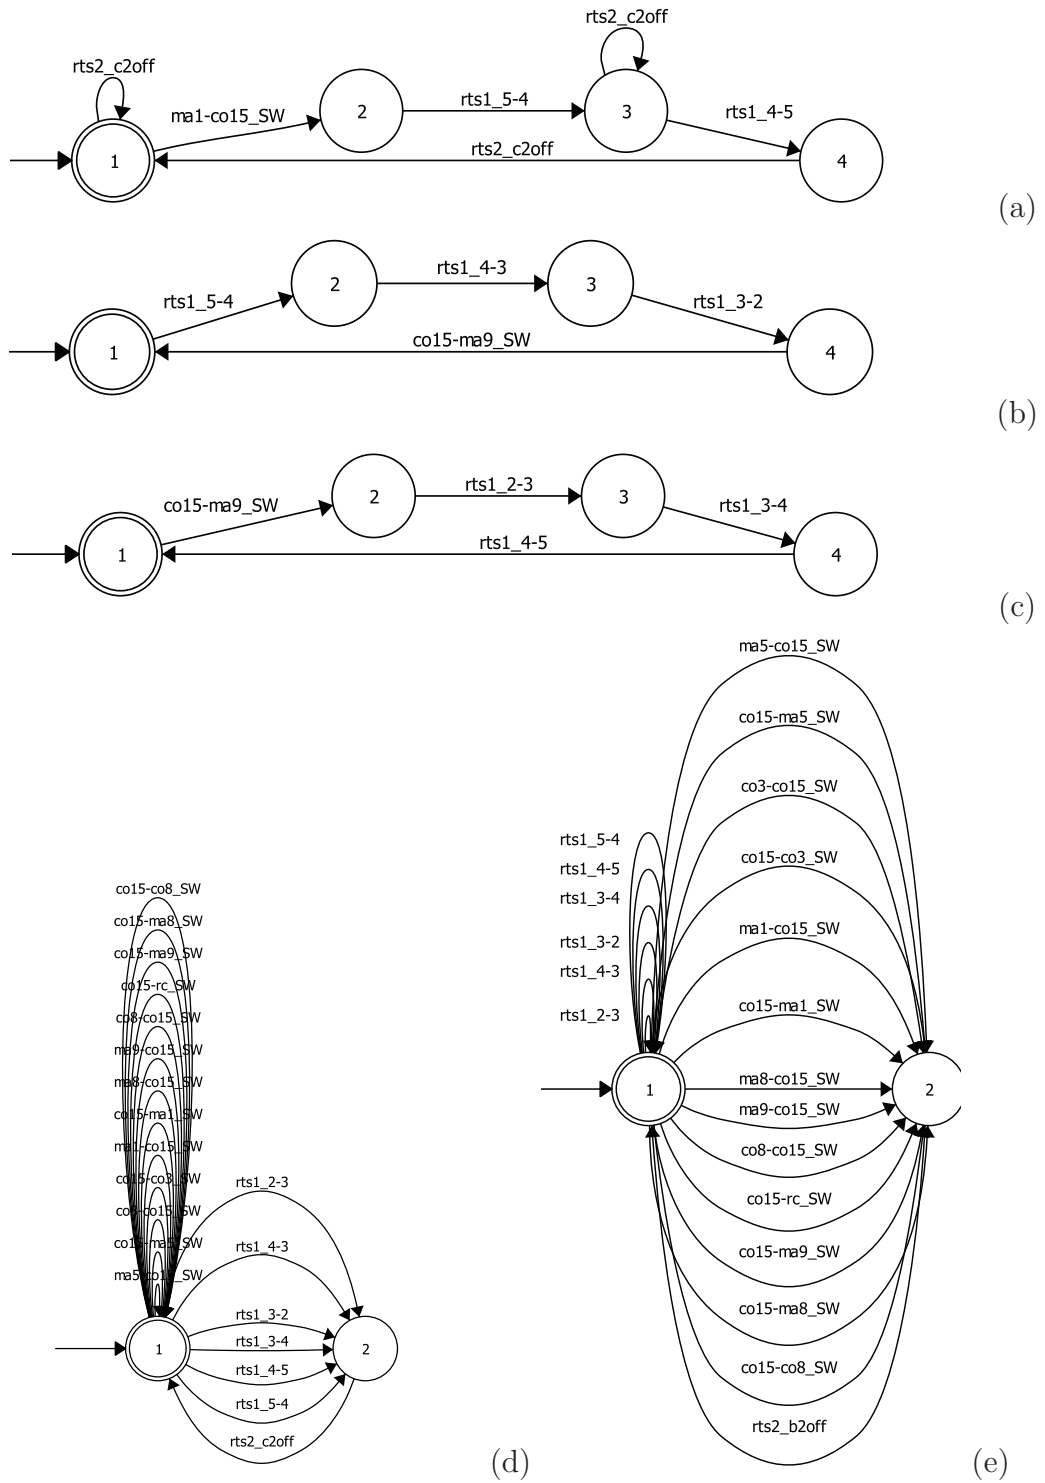 rts2_c2off
rts2_c2off
ma1-co15_SW
rts1_5-4
rts1_4-5
1
2
3
4
rts2_c2off
(a)
rts1_5-4
rts1_4-3
rts1_3-2
1
2
3
4
co15-ma9_SW
(b)
co15-ma9_SW
rts1_2-3
rts1_3-4
1
2
3
4
rts1_4-5
(c)
co15-co8_SW
co15-ma8_SW
co15-ma9_SW
co15-rc_SW
co8-co15_SW
ma9-co15_SW
ma8-co15_SW
co15-ma1_SW
ma1-co15_SW
co15-co3_SW
co3-co15_SW
co15-ma5_SW
ma5-co15_SW
rts1_2-3
rts1_4-3
rts1_3-2
rts1_3-4
rts1_4-5
rts1_5-4
rts2_c2off
1
2
(d)
ma5-co15_SW
co15-ma5_SW
co3-co15_SW
co15-co3_SW
ma1-co15_SW
co15-ma1_SW
ma8-co15_SW
ma9-co15_SW
co8-co15_SW
co15-rc_SW
co15-ma9_SW
co15-ma8_SW
co15-co8_SW
rts2_b2off
rts1_5-4
rts1_4-5
rts1_3-4
rts1_3-2
rts1_4-3
rts1_2-3
1
2
(e)